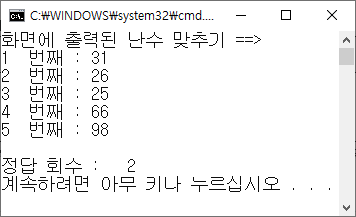 C:₩WINDOWS₩system32₩cmd....
화면에 출력된 난수 맞추기 ==>
1 번째 : 31
2 번째 : 26
3 번째 : 25
4 번째 : 66
5 번째 : 98
정답 회수 : 2
계속하려면 아무 키나 누르십시오 . . .